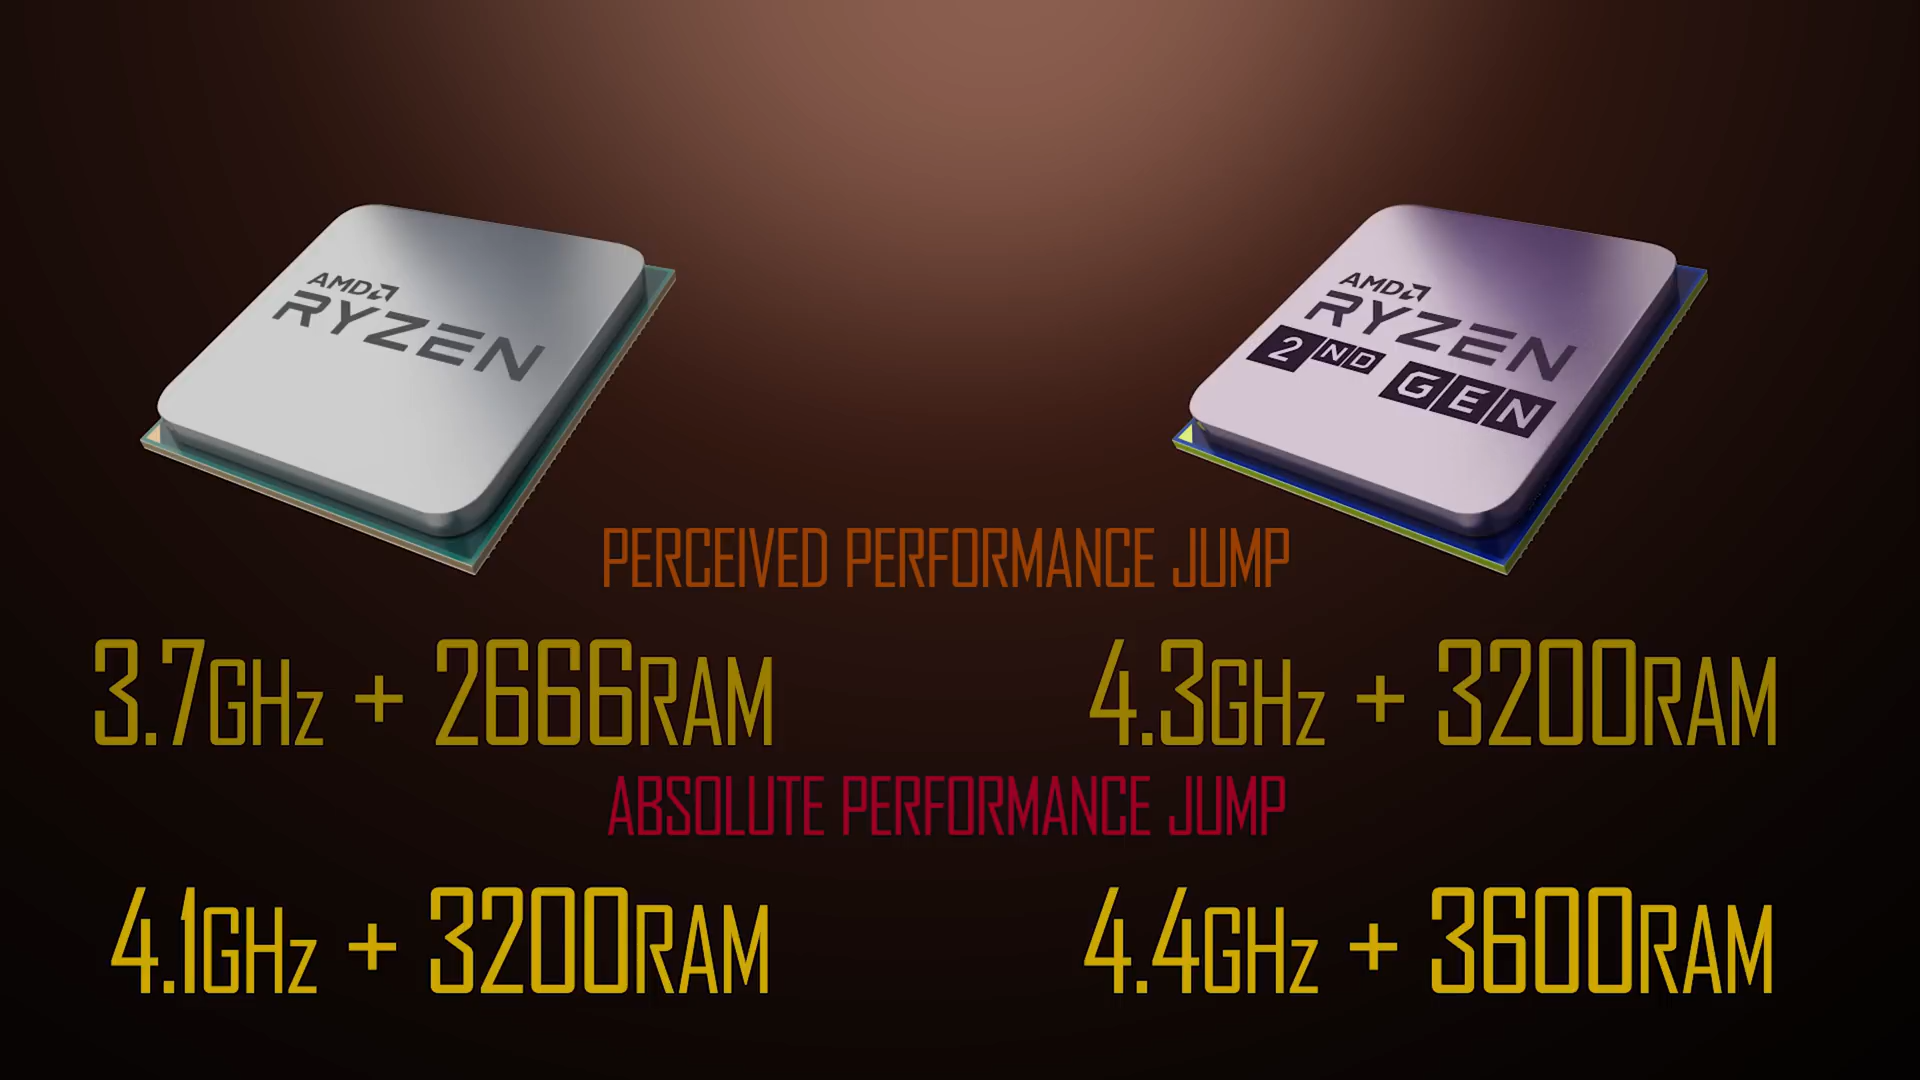 AMD
RYZEN
AMD
RYZEN
2ND GEN
PERCEIVED PERFORMANCE JUMP
3.7GHz + 2666RAM
4.3GHz + 3200RAM
ABSOLUTE PERFORMANCE JUMP
4.1GHz + 3200RAM
4.4GHz + 3600RAM